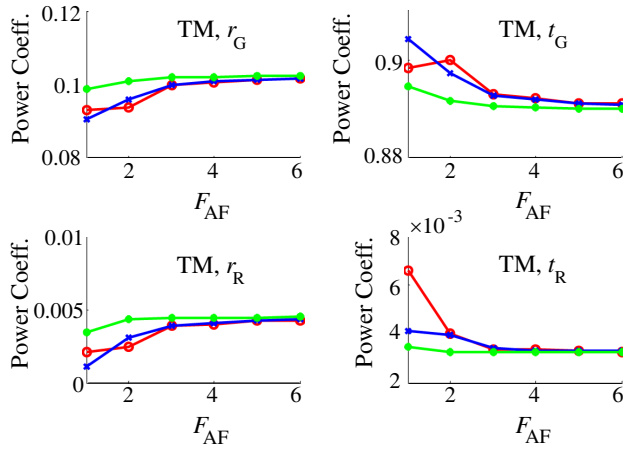 0.12
TM, r_G
Power Coeff.
0.1
0.08
2
4
6
F_AF
TM, t_G
Power Coeff.
0.9
0.88
2
4
6
F_AF
0.01
TM, r_R
Power Coeff.
0.005
0
2
4
6
F_AF
×10⁻³
8
TM, t_R
Power Coeff.
6
4
2
2
4
6
F_AF